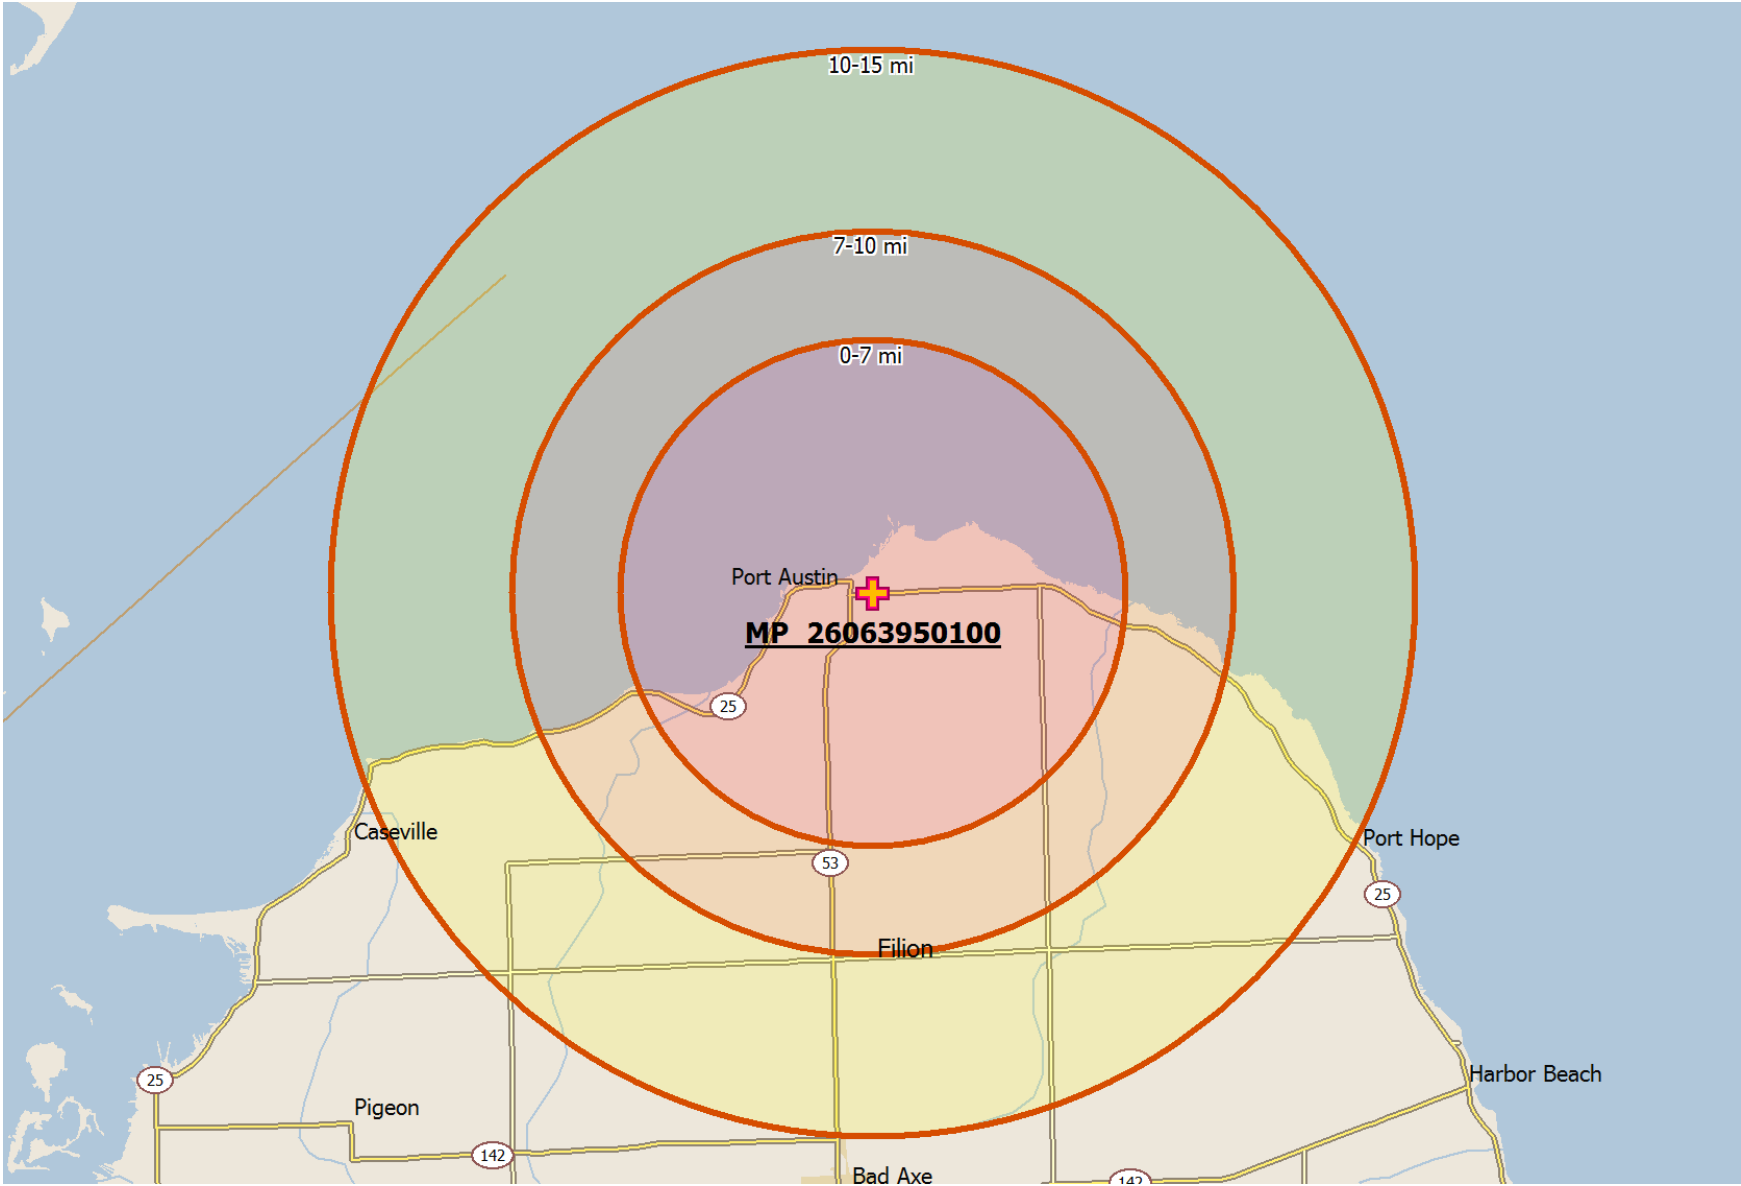 10-15 mi
7-10 mi
0-7 mi
Port Austin
MP 26063950100
25
Caseville
Port Hope
53
25
Filion
25
Harbor Beach
Pigeon
142
Bad Axe
142